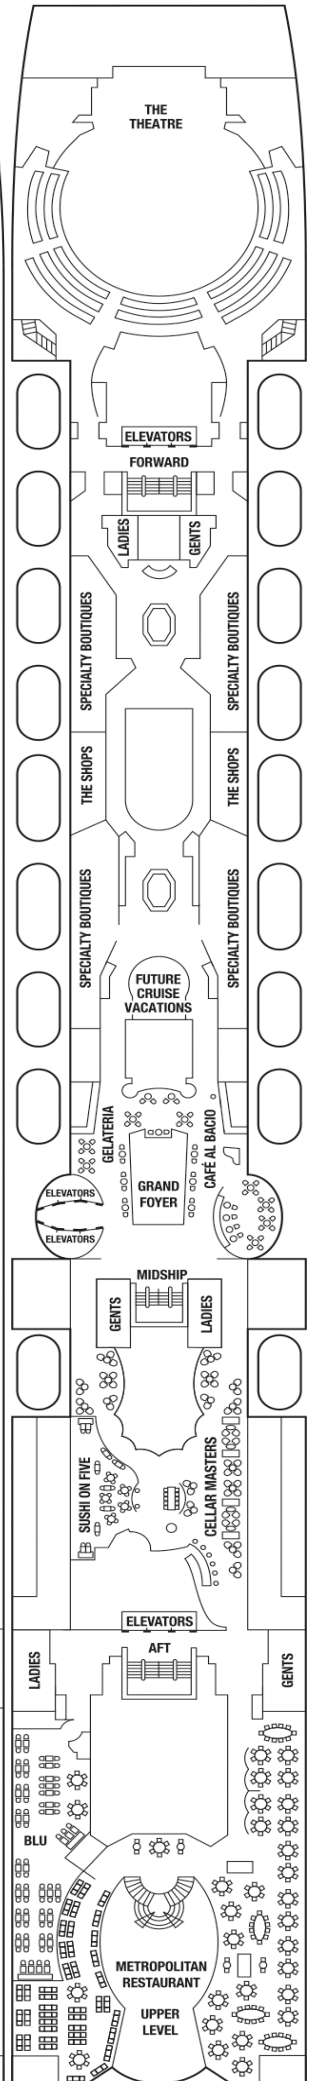 THE
THEATRE
ELEVATORS
FORWARD
LADIES
GENTS
SPECIALTY BOUTIQUES
SPECIALTY BOUTIQUES
THE SHOPS
THE SHOPS
SPECIALTY BOUTIQUES
SPECIALTY BOUTIQUES
FUTURE
CRUISE
VACATIONS
GELATERIA
CAFÉ AL BACIO
GRAND
FOYER
ELEVATORS
ELEVATORS
MIDSHIP
GENTS
LADIES
SUSHI ON FIVE
CELLAR MASTERS
ELEVATORS
AFT
LADIES
GENTS
BLU
METROPOLITAN
RESTAURANT
UPPER
LEVEL